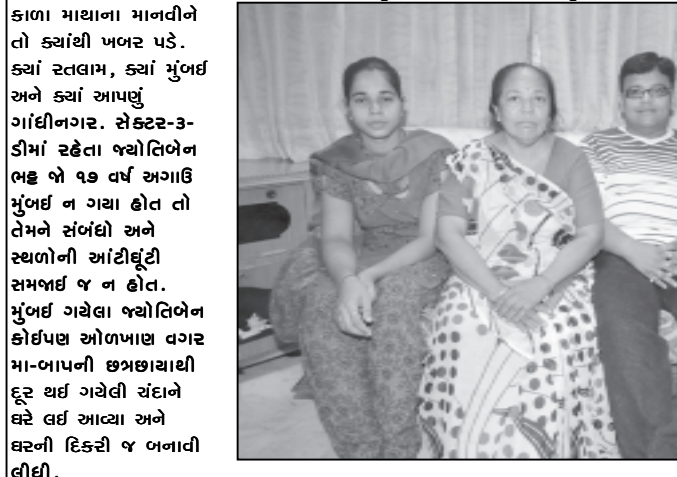 કાળા માથાના માનવીને
તો ક્યાંથી ખબર પડે.
ક્યાં રતલામ, ક્યાં મુંબઈ
અને ક્યાં આપણું
ગાંધીનગર. સેક્ટર-૩-
ડીમાં રહેતા જ્યોતિબેન
ભટ્ટ જો ૧૭ વર્ષ અગાઉ
મુંબઈ ન ગયા હોત તો
તેમને સંબંધો અને
સ્થળોની આંટીઘૂંટી
સમજાઈ જ ન હોત.
મુંબઈ ગયેલા જ્યોતિબેન
કોઈપણ ઓળખાણ વગર
મા-બાપની છત્રછાયાથી
દૂર થઈ ગયેલી ચંદાને
ઘરે લઈ આવ્યા અને
ઘરની દિકરી જ બનાવી
લીધી.